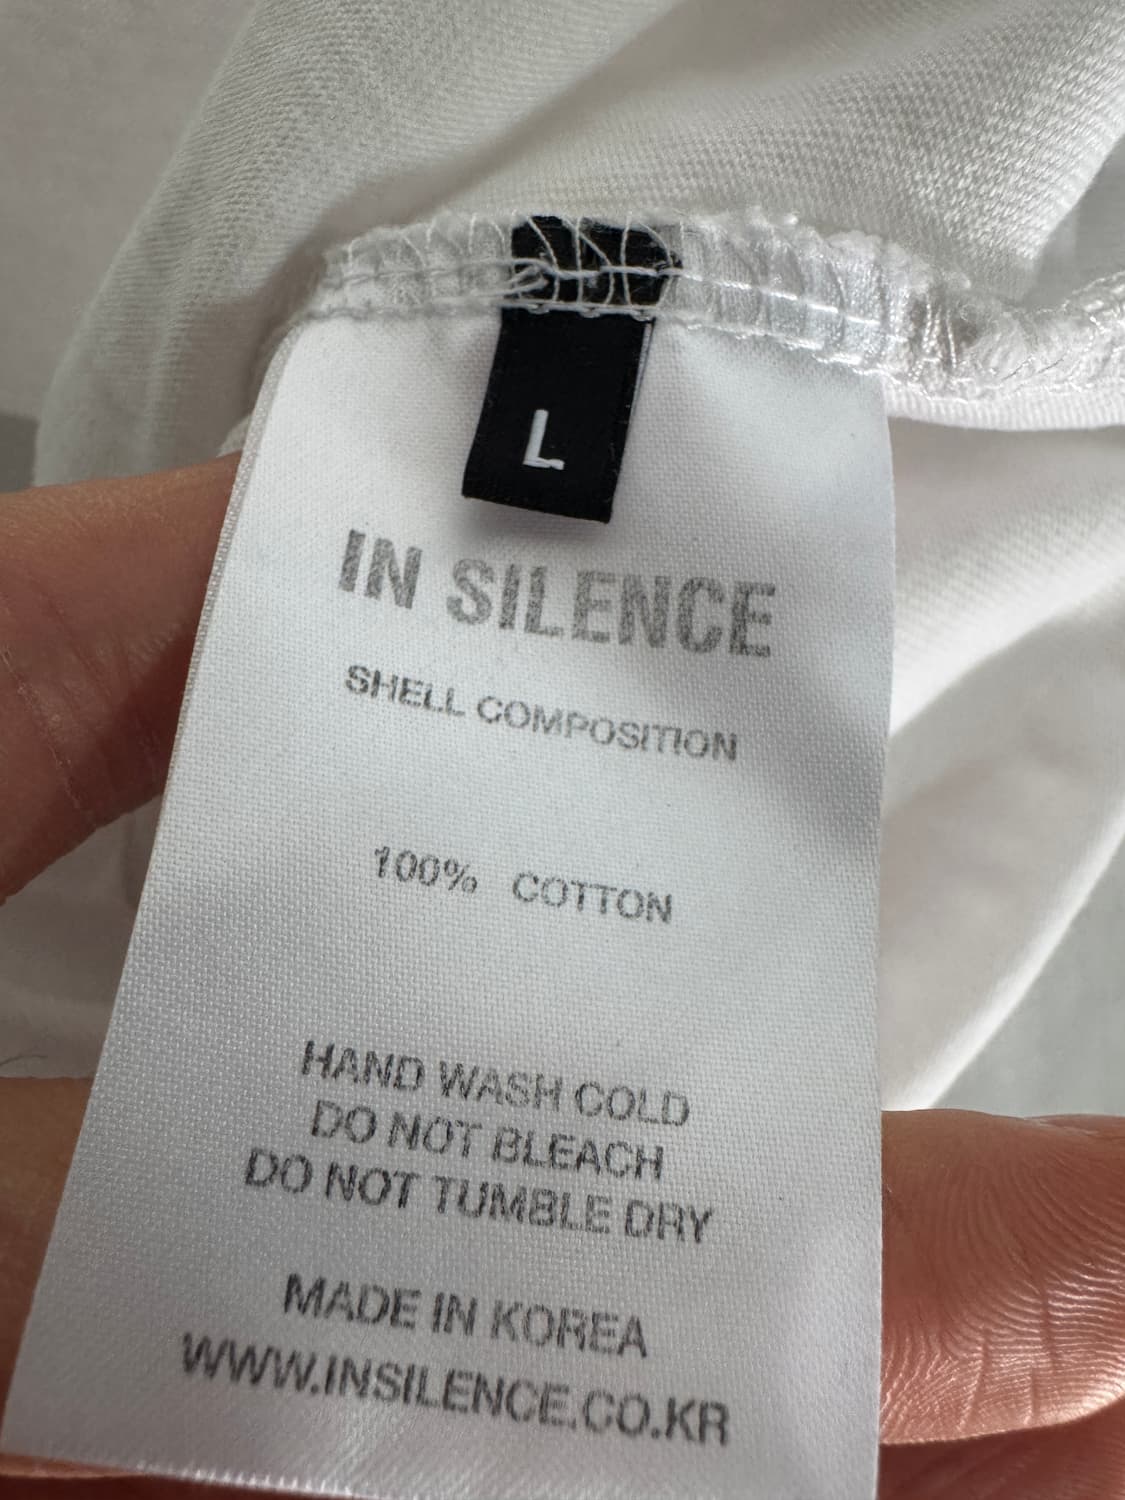 L
IN SILENCE
SHELL COMPOSITION
100% COTTON
HAND WASH COLD
DO NOT BLEACH
DO NOT TUMBLE DRY
MADE IN KOREA
WWW.INSILENCE.CO.KR